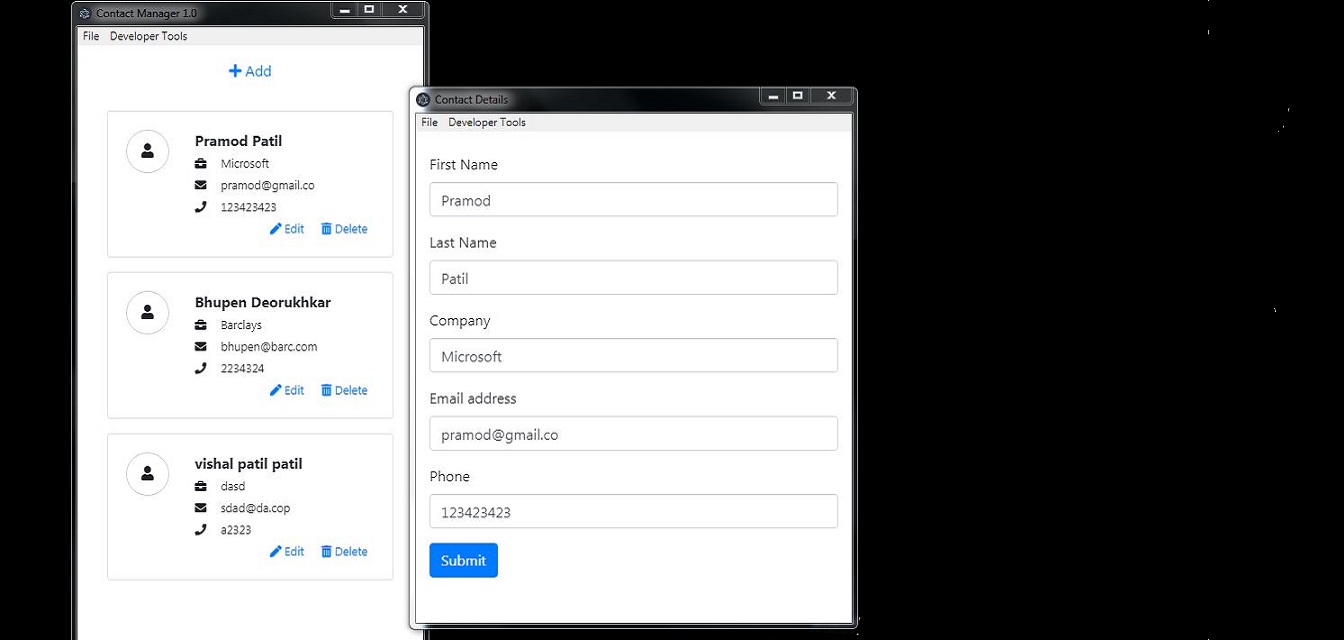 Contact Manager 1.0
File Developer Tools
Add
Pramod Patil
Microsoft
pramod@gmail.co
123423423
Edit Delete
Bhupen Deorukhkar
Barclays
bhupen@barc.com
2234324
Edit Delete
vishal patil patil
dasd
sdad@da.cop
a2323
Edit Delete
Contact Details
File Developer Tools
First Name
Pramod
Last Name
Patil
Company
Microsoft
Email address
pramod@gmail.co
Phone
123423423
Submit